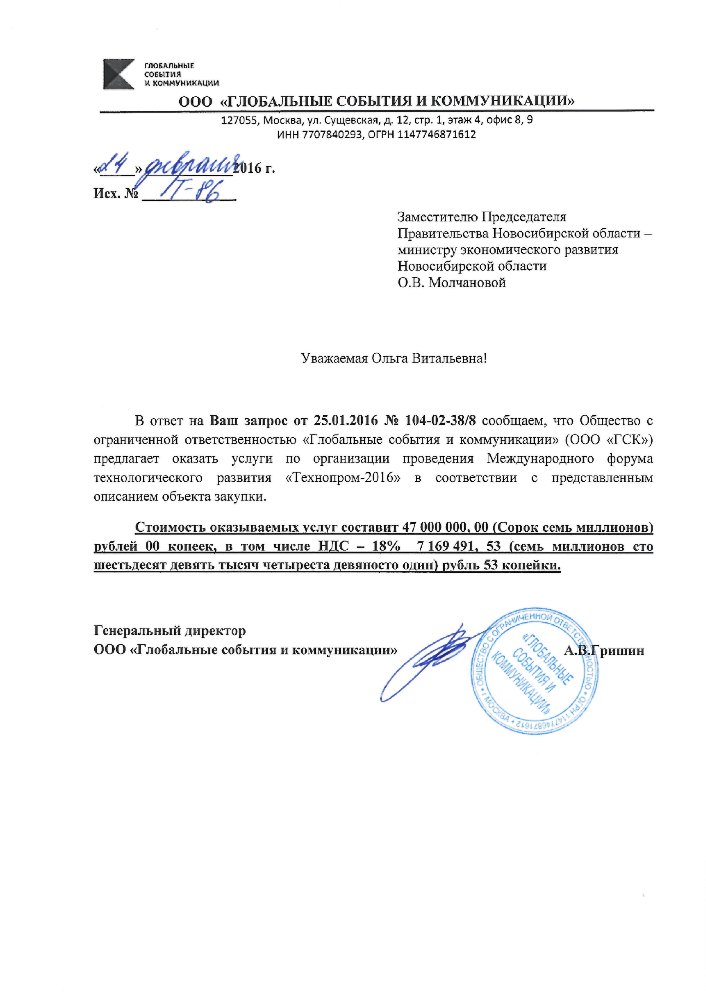 ГЛОБАЛЬНЫЕ
СОБЫТИЯ
И КОММУНИКАЦИИ
ООО «ГЛОБАЛЬНЫЕ СОБЫТИЯ И КОММУНИКАЦИИ»
127055, Москва, ул. Сущевская, д. 12, стр. 1, этаж 4, офис 8, 9
ИНН 7707840293, ОГРН 1147746871612
«24» февраля 2016 г.
Исх. № Т-86
Заместителю Председателя
Правительства Новосибирской области –
министру экономического развития
Новосибирской области
О.В. Молчановой
Уважаемая Ольга Витальевна!
В ответ на Ваш запрос от 25.01.2016 № 104-02-38/8 сообщаем, что Общество с
ограниченной ответственностью «Глобальные события и коммуникации» (ООО «ГСК»)
предлагает оказать услуги по организации проведения Международного форума
технологического развития «Технопром-2016» в соответствии с представленным
описанием объекта закупки.
Стоимость оказываемых услуг составит 47 000 000, 00 (Сорок семь миллионов)
рублей 00 копеек, в том числе НДС – 18% 7 169 491, 53 (семь миллионов сто
шестьдесят девять тысяч четыреста девяносто один) рубль 53 копейки.
Генеральный директор
ООО «Глобальные события и коммуникации» А.В.Гришин
ОБЩЕСТВО С ОГРАНИЧЕННОЙ ОТВЕТСТВЕННОСТЬЮ • ОГРН 1147746871612 • г МОСКВА •
«ГЛОБАЛЬНЫЕ
СОБЫТИЯ И
КОММУНИКАЦИИ»